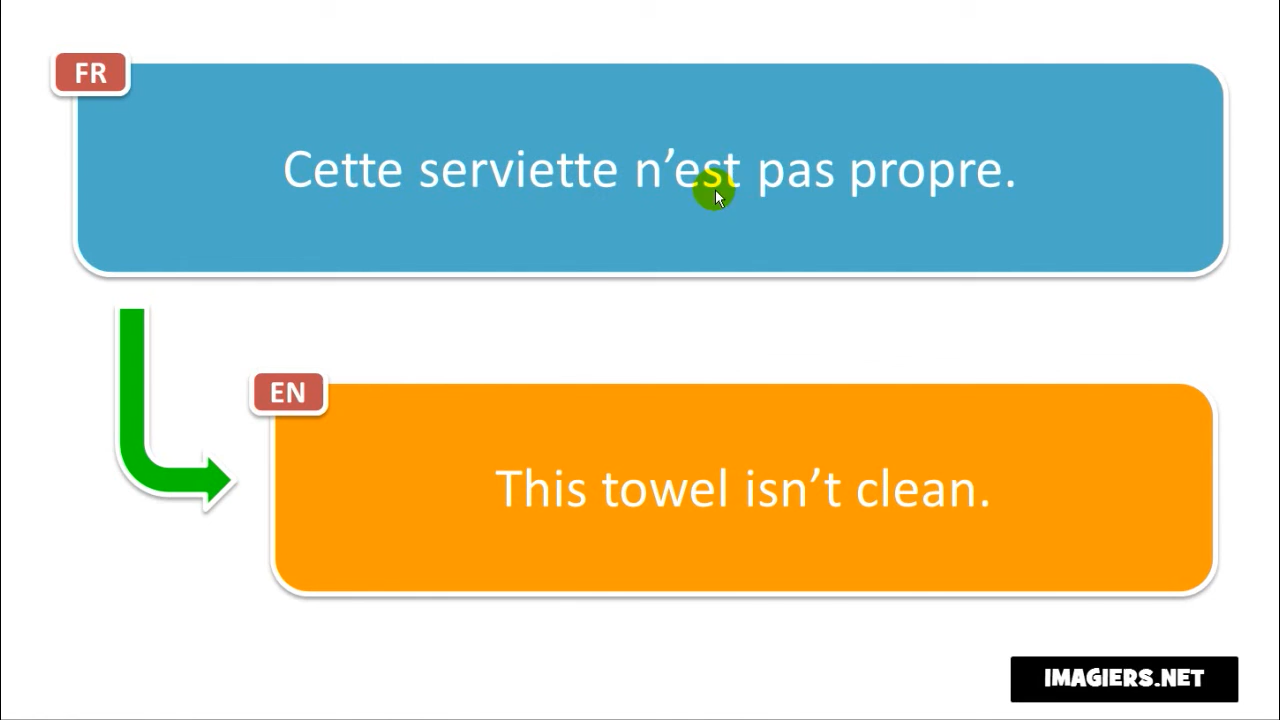 FR
Cette serviette n’est pas propre.
EN
This towel isn’t clean.
IMAGIERS.NET